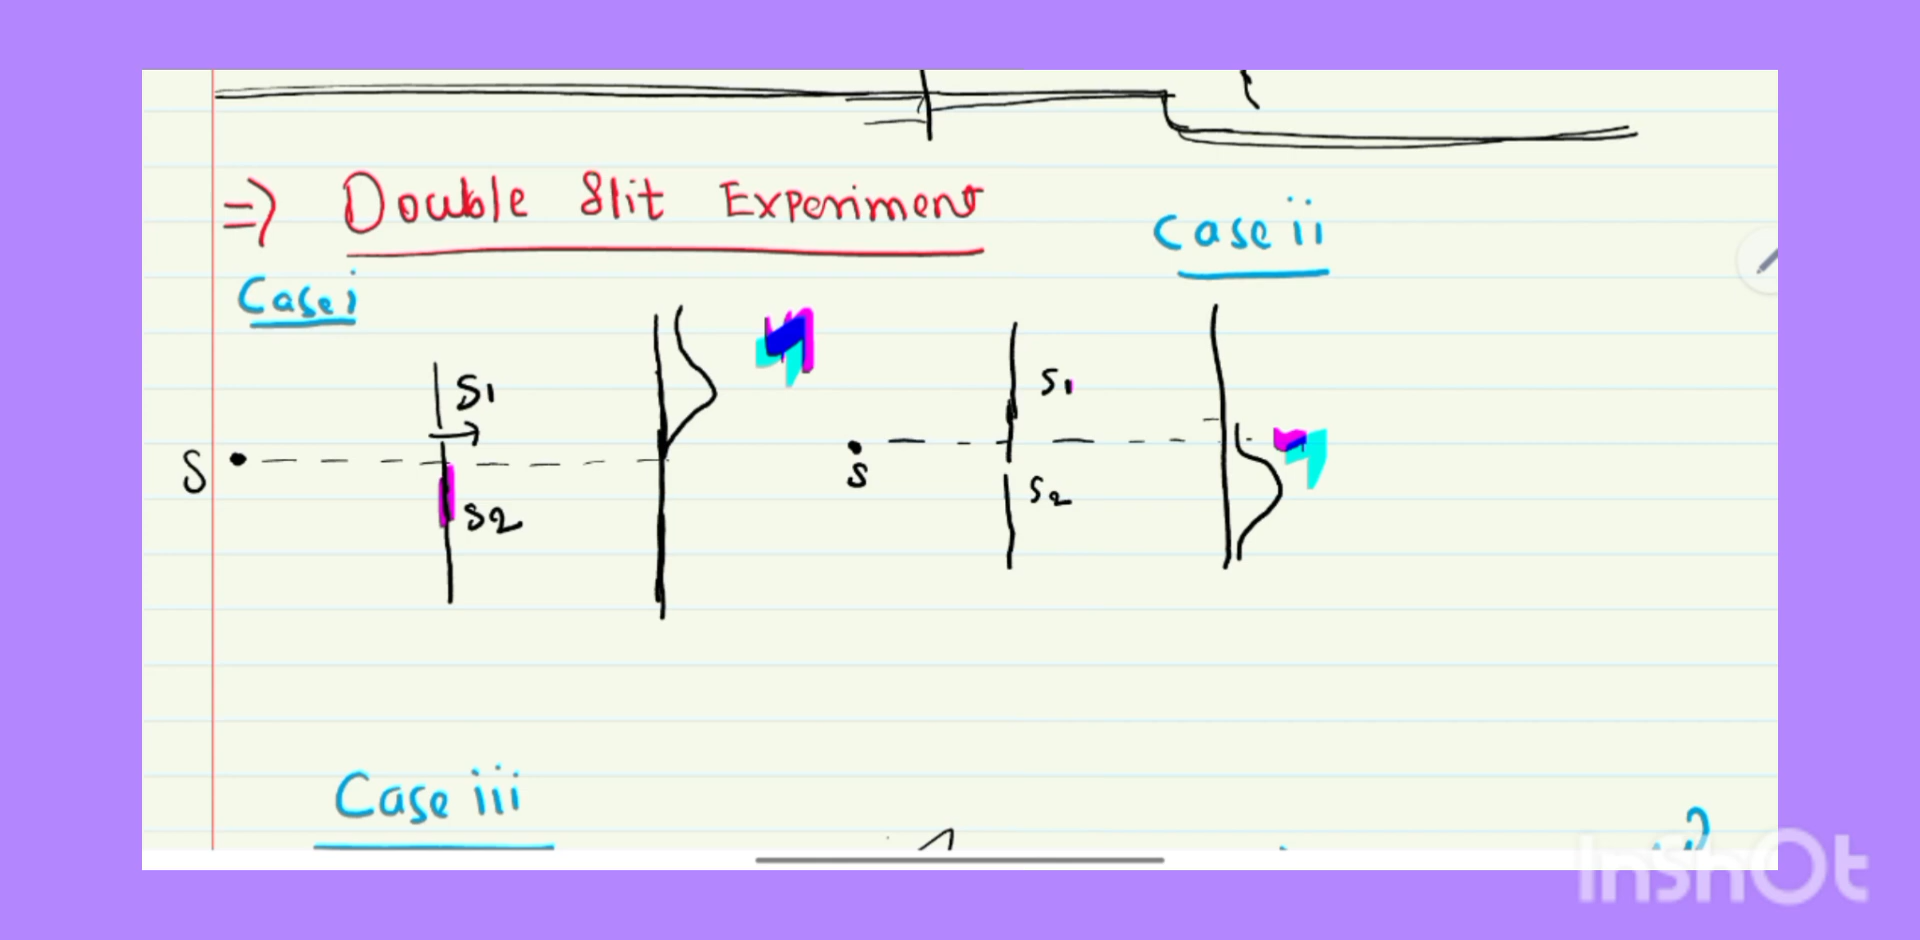 => Double Slit Experiment
Case ii
Case i
S1
S1
S
S
S2
S2
Case iii
InShOt